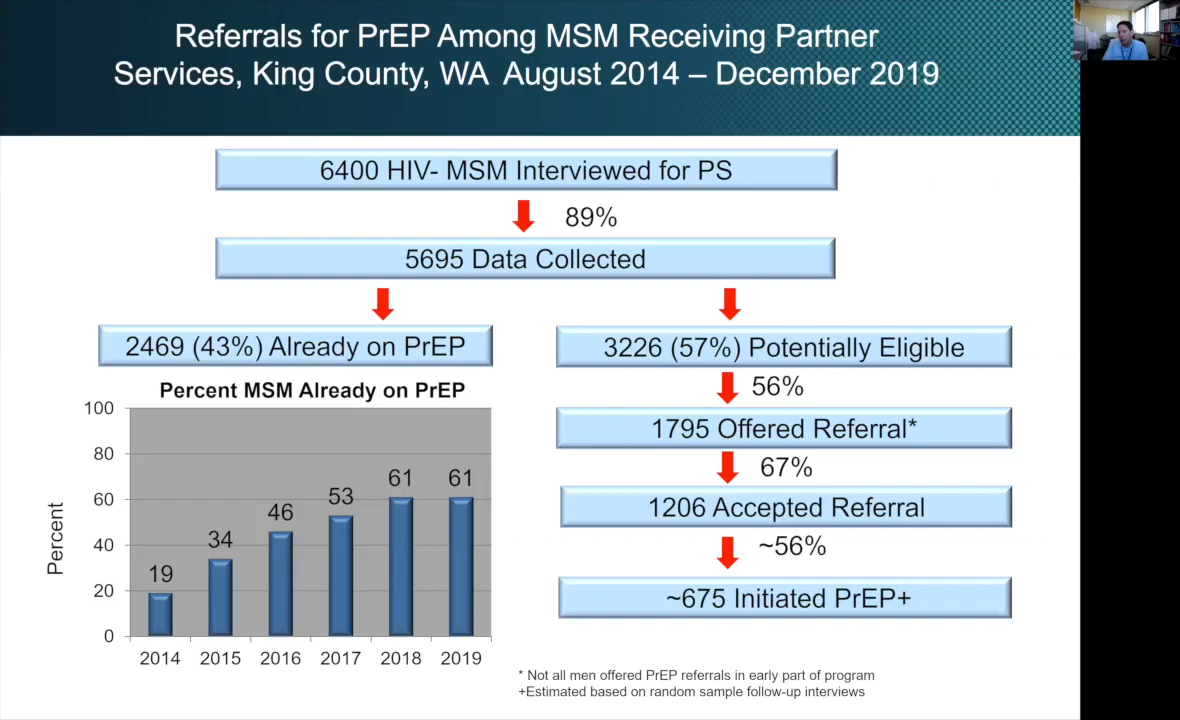 Referrals for PrEP Among MSM Receiving Partner
Services, King County, WA August 2014 – December 2019
6400 HIV- MSM Interviewed for PS
89%
5695 Data Collected
2469 (43%) Already on PrEP
3226 (57%) Potentially Eligible
56%
1795 Offered Referral*
67%
1206 Accepted Referral
~56%
~675 Initiated PrEP+
Percent MSM Already on PrEP
Percent
100
80
60
40
20
0
19
34
46
53
61
61
2014 2015 2016 2017 2018 2019
* Not all men offered PrEP referrals in early part of program
+Estimated based on random sample follow-up interviews